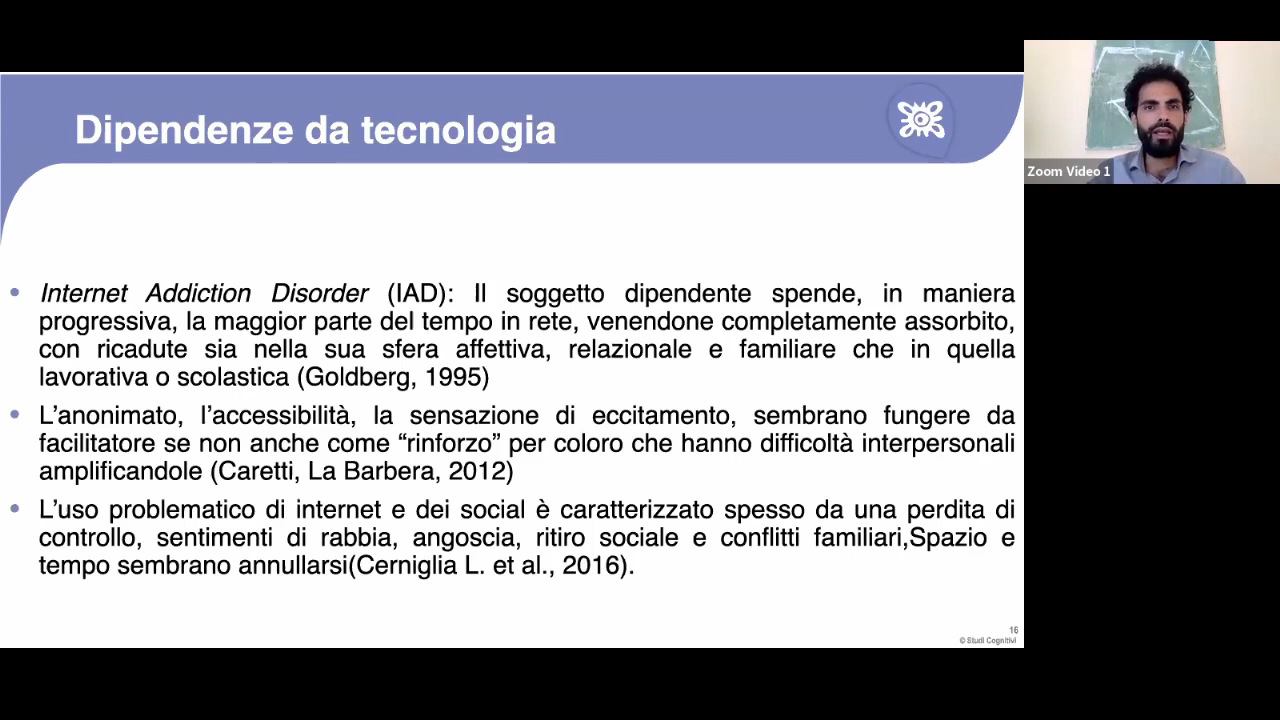 Dipendenze da tecnologia
Zoom Video 1
• Internet Addiction Disorder (IAD): Il soggetto dipendente spende, in maniera
progressiva, la maggior parte del tempo in rete, venendone completamente assorbito,
con ricadute sia nella sua sfera affettiva, relazionale e familiare che in quella
lavorativa o scolastica (Goldberg, 1995)
• L’anonimato, l’accessibilità, la sensazione di eccitamento, sembrano fungere da
facilitatore se non anche come “rinforzo” per coloro che hanno difficoltà interpersonali
amplificandole (Caretti, La Barbera, 2012)
• L’uso problematico di internet e dei social è caratterizzato spesso da una perdita di
controllo, sentimenti di rabbia, angoscia, ritiro sociale e conflitti familiari,Spazio e
tempo sembrano annullarsi(Cerniglia L. et al., 2016).
16
© Studi Cognitivi